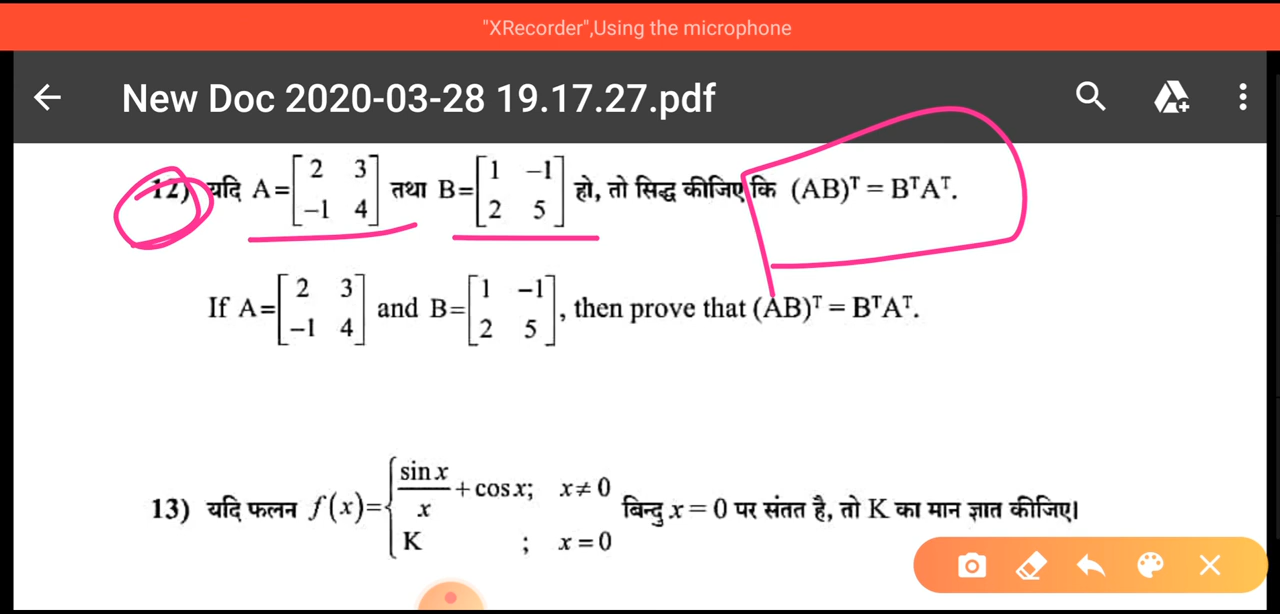 "XRecorder",Using the microphone
New Doc 2020-03-28 19.17.27.pdf
12) यदि A=[2 3 −1 4] तथा B=[1 −1 2 5] हो, तो सिद्ध कीजिए कि (AB)ᵀ = BᵀAᵀ.
If A=[2 3 −1 4] and B=[1 −1 2 5], then prove that (AB)ᵀ = BᵀAᵀ.
13) यदि फलन f(x)={sin x/x + cos x; x≠0 K ; x=0 बिन्दु x = 0 पर संतत है, तो K का मान ज्ञात कीजिए।